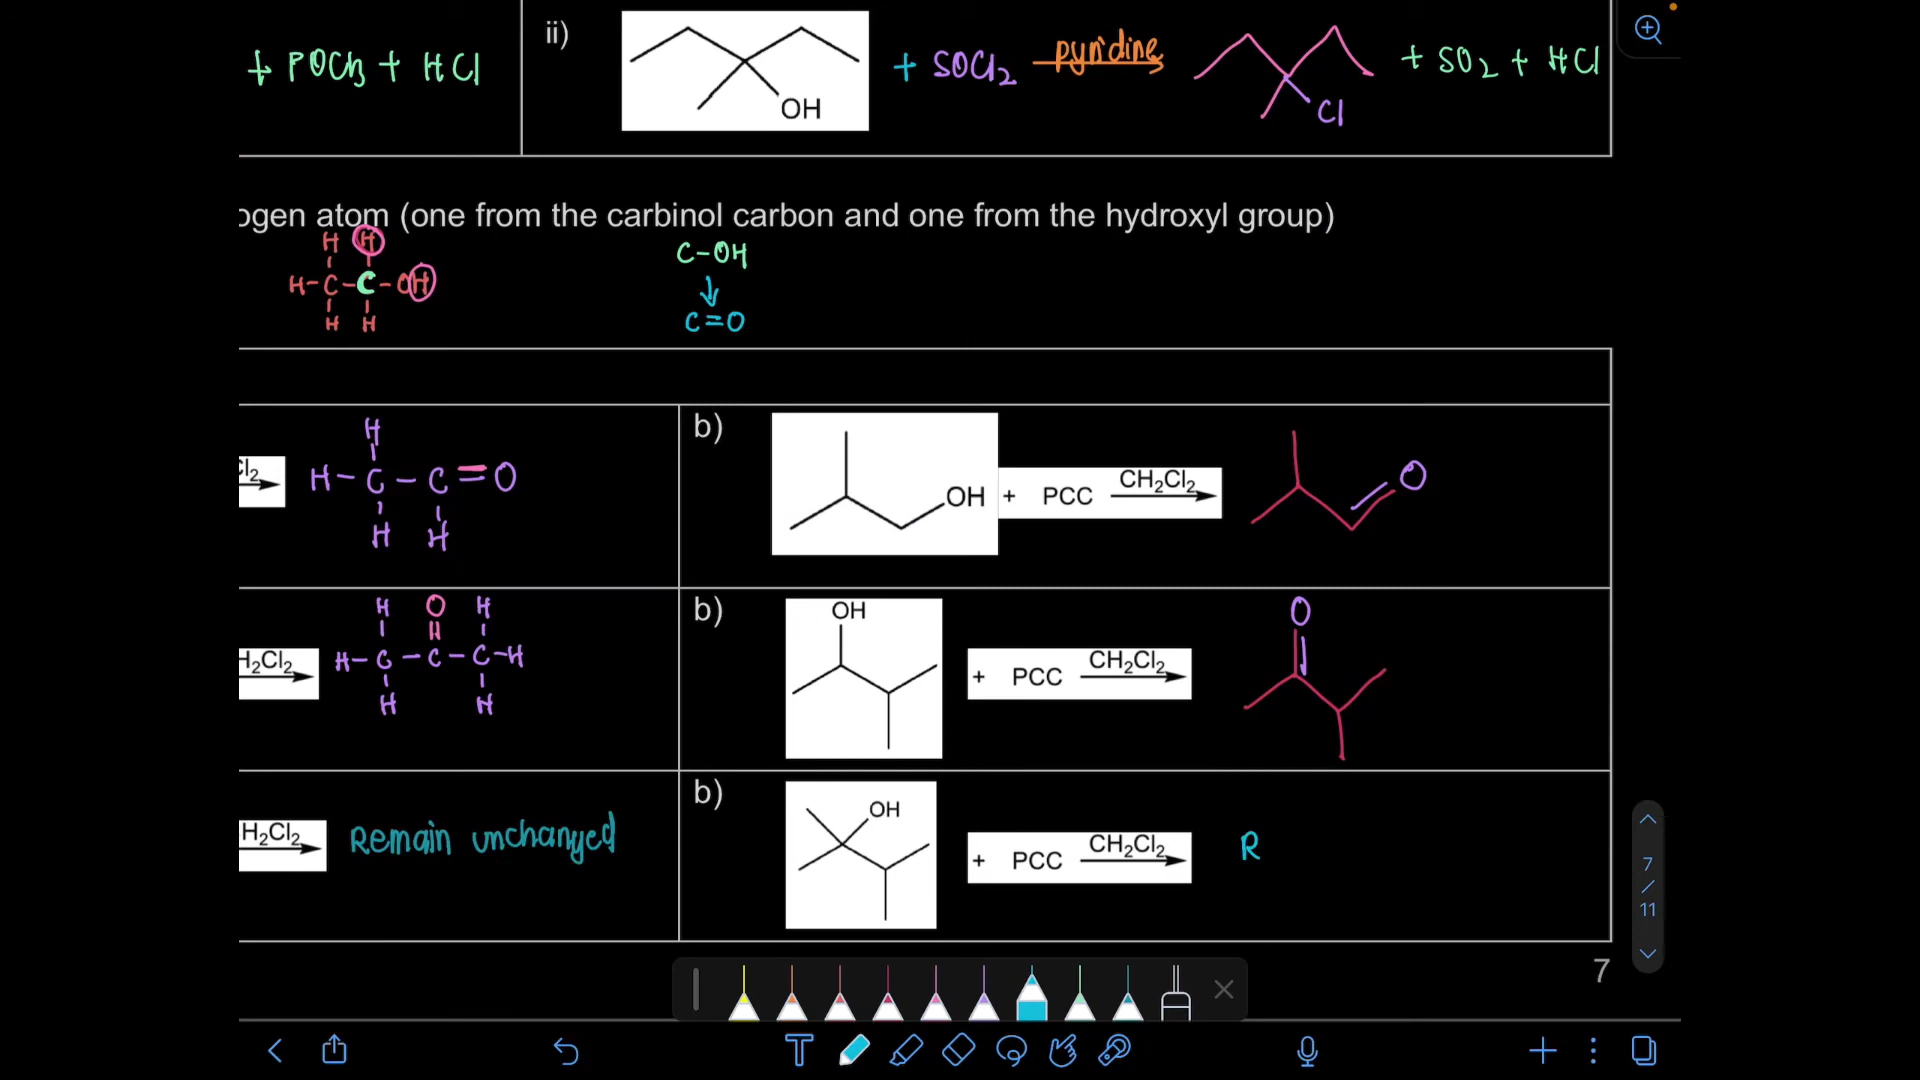 + POCl3 + HCl
ii)
OH
+ SOCl2 pyridine
Cl
+ SO2 + HCl
ogen atom (one from the carbinol carbon and one from the hydroxyl group)
H H
H-C-C-OH
H H
C-OH
↓
C=O
H
H-C-C=O
H H
Cl2
b)
OH + PCC CH2Cl2
O
H O H
H-C-C-C-H
H H
H2Cl2
b)
OH
+ PCC CH2Cl2
O
H2Cl2 Remain unchanged
b)
OH
+ PCC CH2Cl2
R
7
/
11
7
T